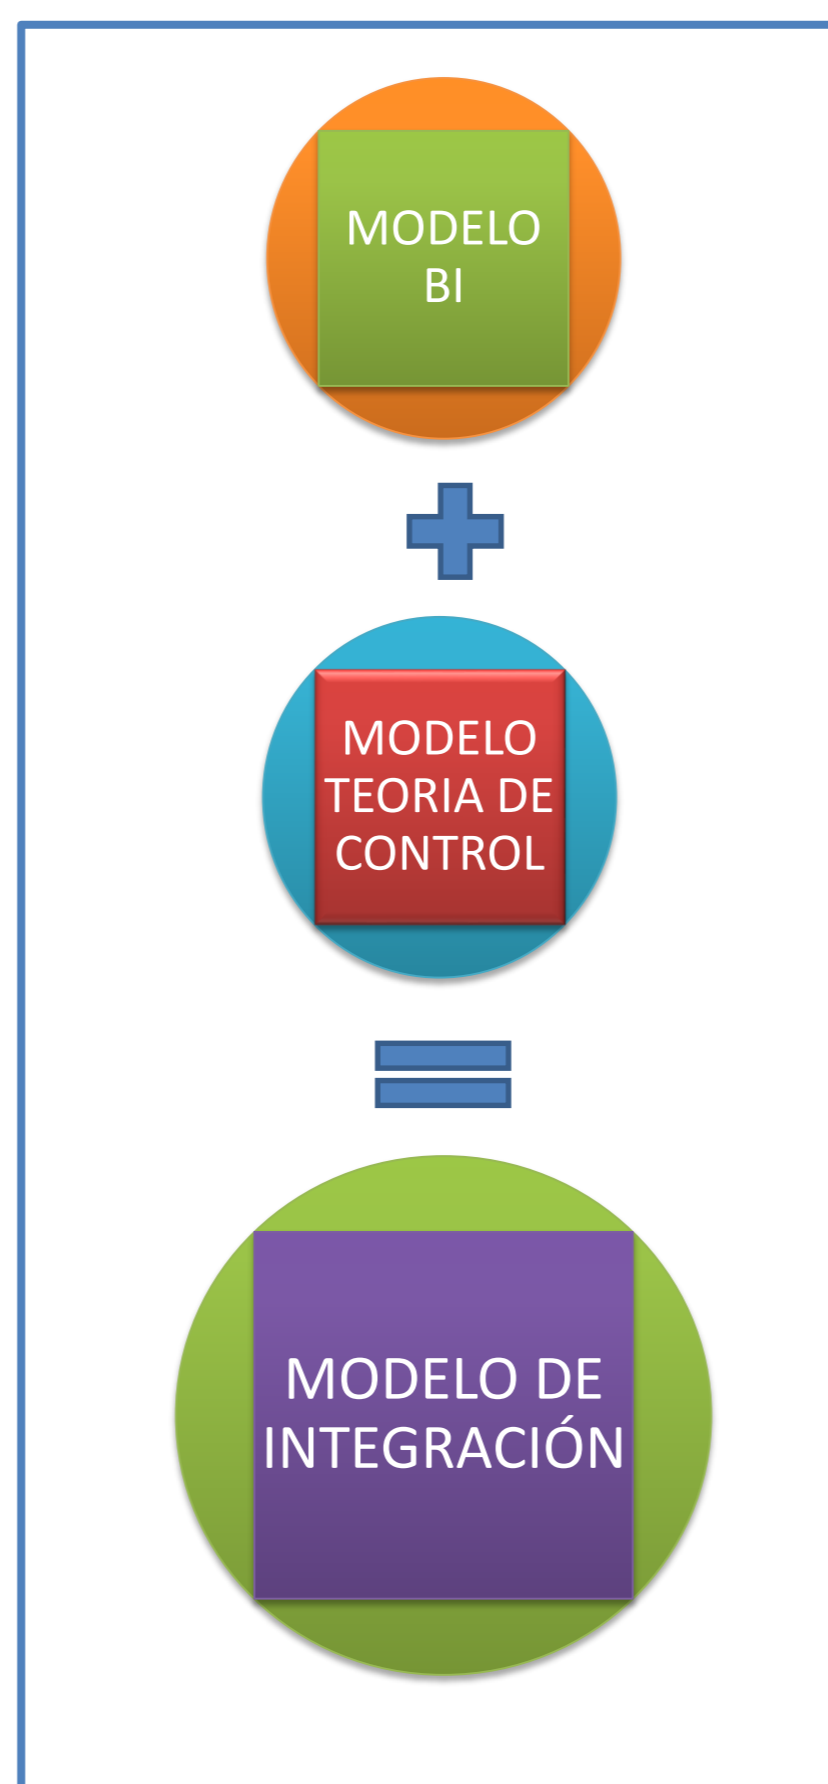 MODELO
BI
MODELO
TEORIA DE
CONTROL
MODELO DE
INTEGRACIÓN